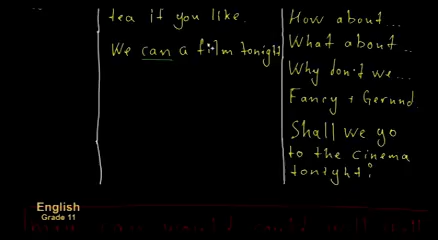 tea if you like.
We can a film tonight
How about...
What about...
Why don't we...
Fancy + Gerund
Shall we go
to the cinema
tonight?
English
Grade 11